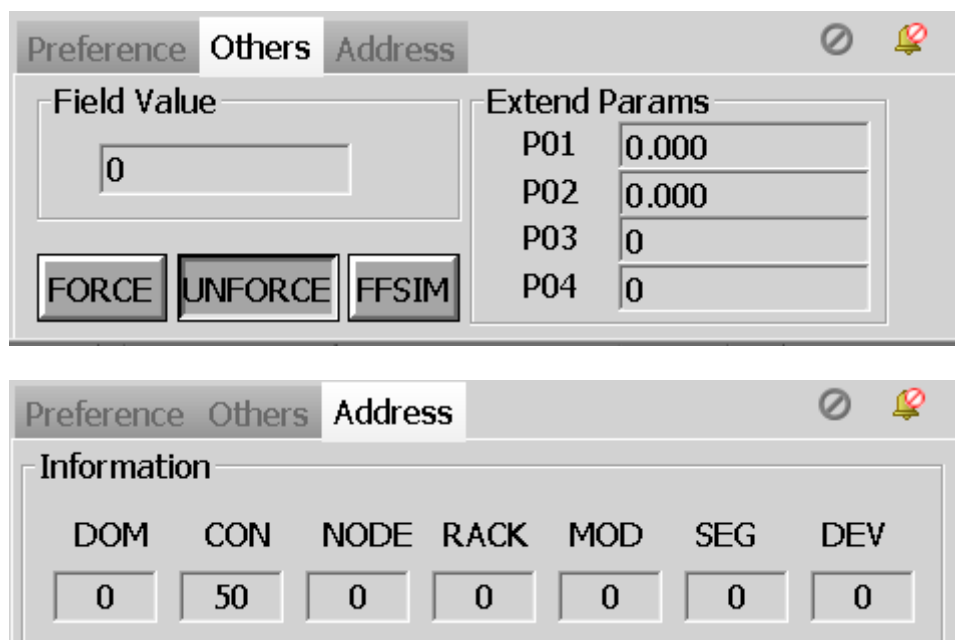 Preference Others Address
Field Value Extend Params
P01 0.000
0
P02 0.000
P03 0
FORCE UNFORCE FFSIM P04 0
Preference Others Address
Information
DOM CON NODE RACK MOD SEG DEV
0 50 0 0 0 0 0